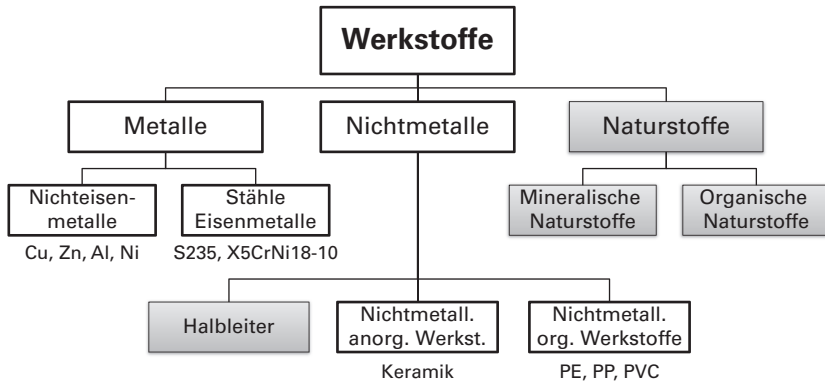 Werkstoffe
Metalle
Nichtmetalle
Naturstoffe
Nichteisen-
metalle
Cu, Zn, Al, Ni
Stähle
Eisenmetalle
S235, X5CrNi18-10
Mineralische
Naturstoffe
Organische
Naturstoffe
Halbleiter
Nichtmetall.
anorg. Werkst.
Keramik
Nichtmetall.
org. Werkstoffe
PE, PP, PVC